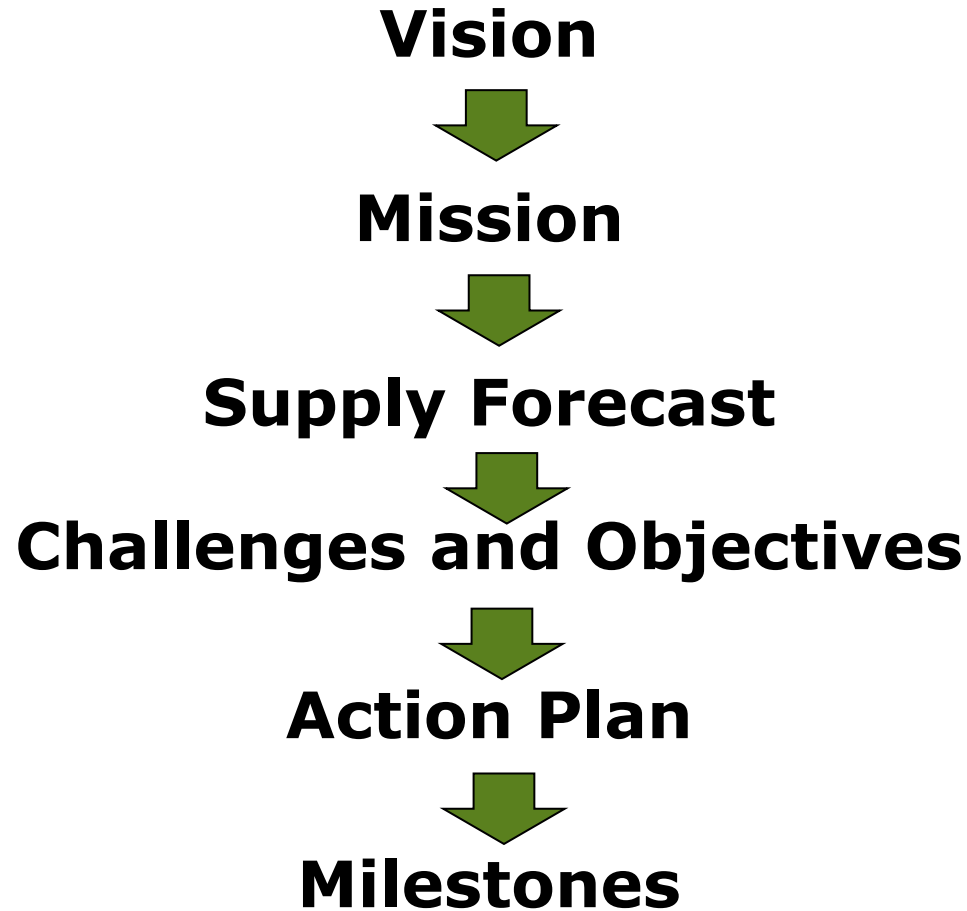 Vision
Mission
Supply Forecast
Challenges and Objectives
Action Plan
Milestones